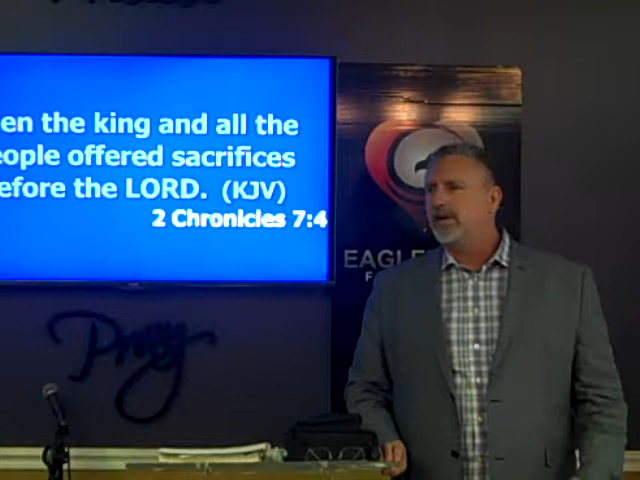 en the king and all the
eople offered sacrifices
efore the LORD. (KJV)
2 Chronicles 7:4
EAGLE
Pray